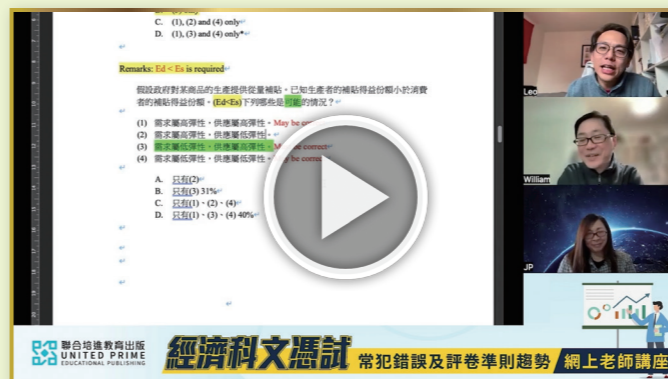 C. (1), (2) and (4) only
D. (1), (3) and (4) only*
Remarks: Ed < Es is required
假設政府對某商品的生產提供從量補貼。已知生產者的補貼得益份額小於消費
者的補貼得益份額。(Ed<Es)下列哪些是可能的情況？
(1) 需求屬高彈性，供應屬高彈性。May be
(2) 需求屬高彈性，供應屬低彈性。
(3) 需求屬低彈性，供應屬高彈性。
(4) 需求屬低彈性，供應屬低彈性。
A. 只有(2)
B. 只有(3) 31%
C. 只有(1)、(2)、(4)
D. 只有(1)、(3)、(4) 40%
Leo
William
JP
聯合培進教育出版
UNITED PRIME
EDUCATIONAL PUBLISHING
經濟科文憑試 常犯錯誤及評卷準則趨勢 網上老師講座